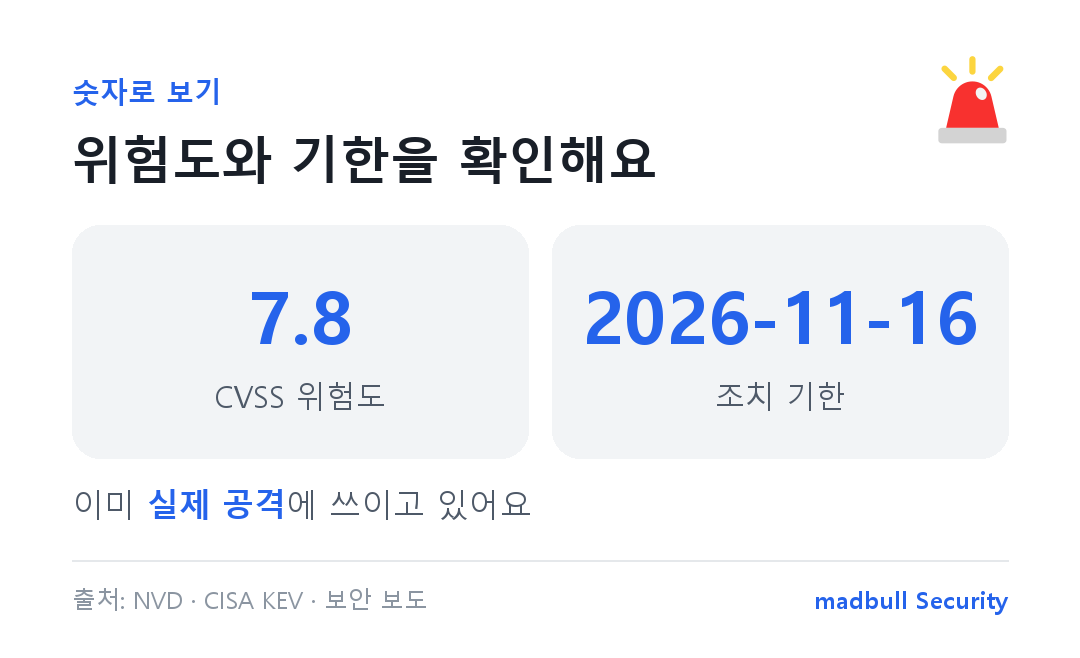 숫자로 보기
위험도와 기한을 확인해요
7.8
CVSS 위험도
2026-11-16
조치 기한
이미 실제 공격에 쓰이고 있어요
출처: NVD · CISA KEV · 보안 보도
madbull Security